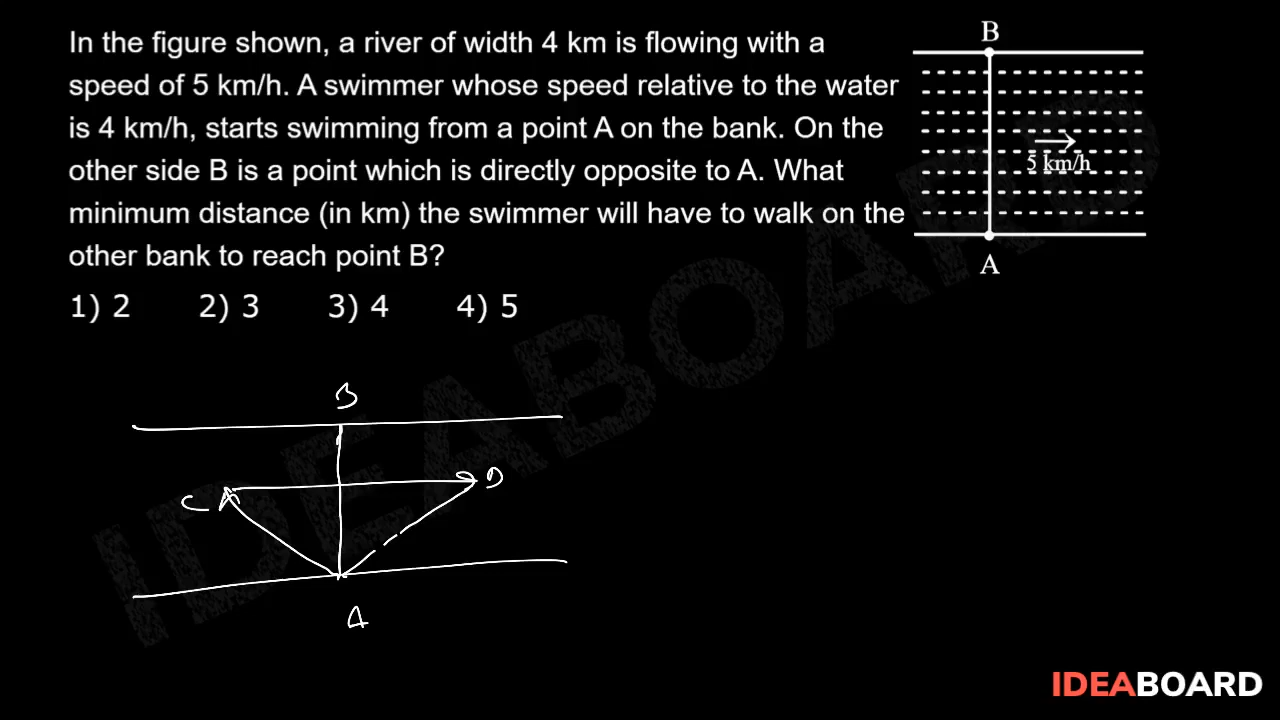 In the figure shown, a river of width 4 km is flowing with a
speed of 5 km/h. A swimmer whose speed relative to the water
is 4 km/h, starts swimming from a point A on the bank. On the
other side B is a point which is directly opposite to A. What
minimum distance (in km) the swimmer will have to walk on the
other bank to reach point B?
1) 2 2) 3 3) 4 4) 5
B
5 km/h
A
B
C D
A
IDEABOARD
IDEABOARD